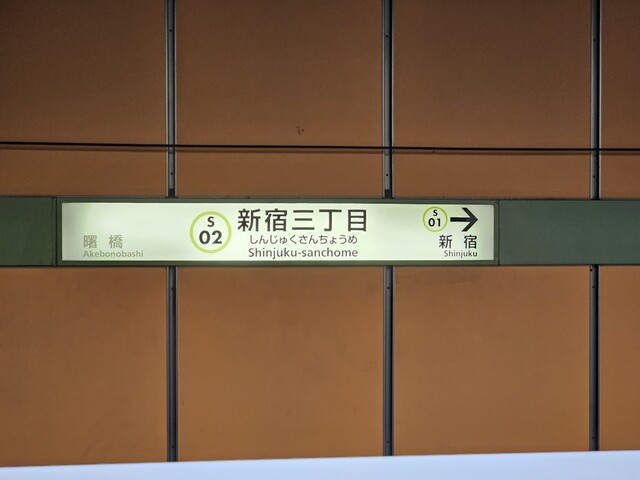 曙橋
Akebonobashi
S
02
新宿三丁目
しんじゅくさんちょうめ
Shinjuku-sanchome
S
01
新宿
Shinjuku